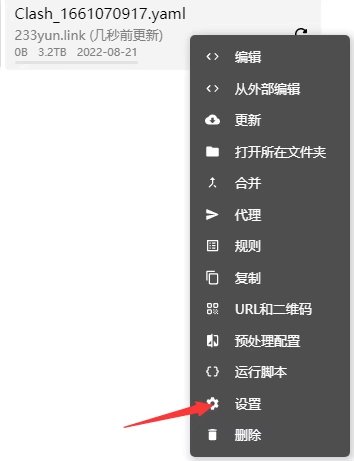 Clash_1661070917.yaml
233yun.link (几秒前更新)
0B 3.2TB 2022-08-21
编辑
从外部编辑
更新
打开所在文件夹
合并
代理
规则
复制
URL和二维码
预处理配置
运行脚本
设置
删除